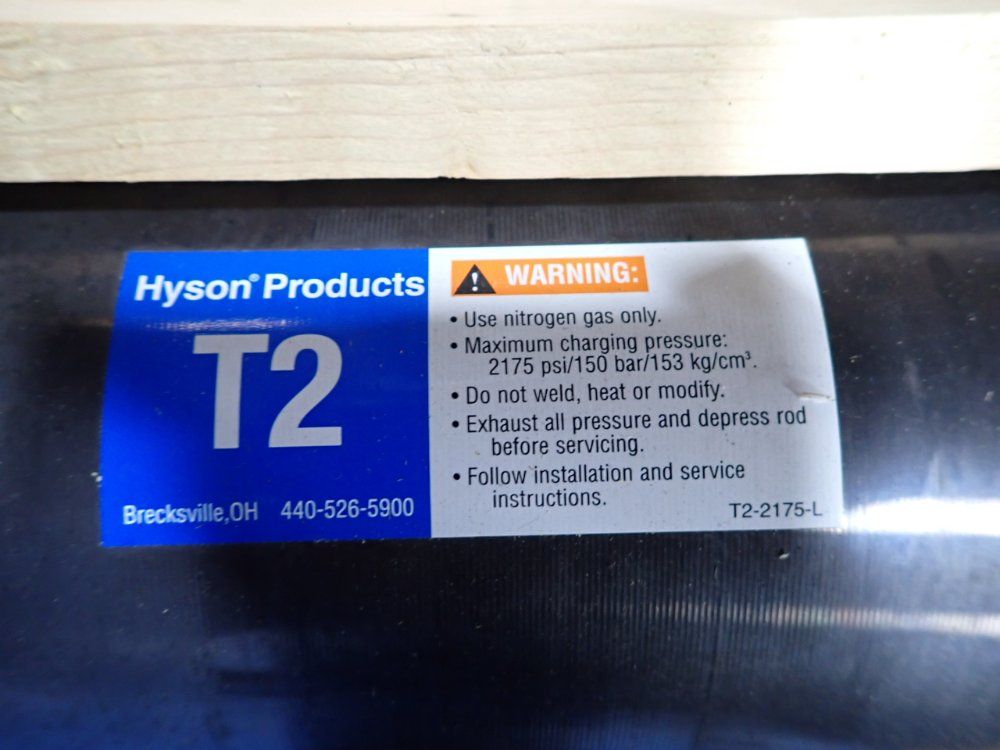 Hyson® Products
T2
Brecksville,OH 440-526-5900
WARNING:
• Use nitrogen gas only.
• Maximum charging pressure:
2175 psi/150 bar/153 kg/cm³.
• Do not weld, heat or modify.
• Exhaust all pressure and depress rod
before servicing.
• Follow installation and service
instructions.
T2-2175-L